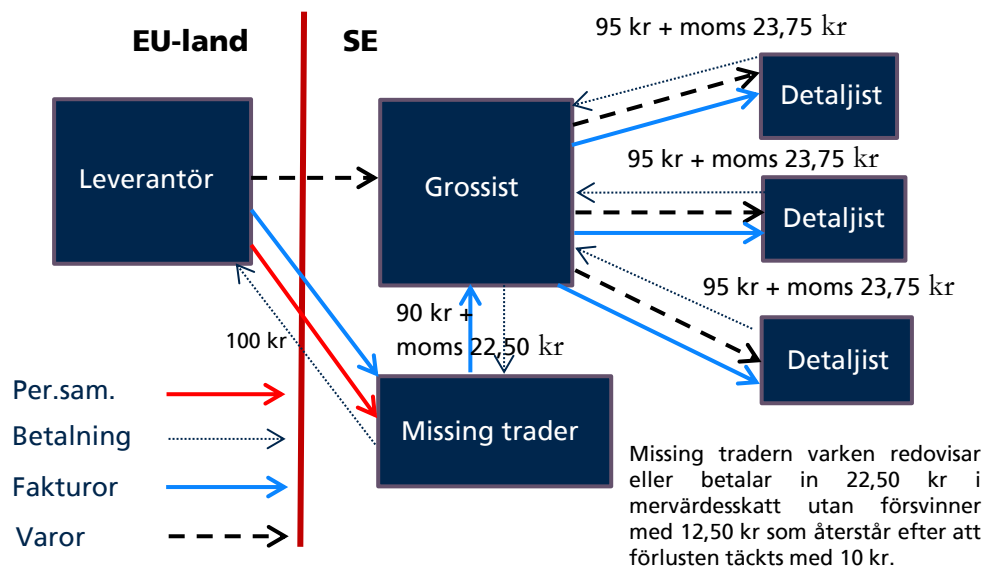 EU-land
SE
95 kr + moms 23,75 kr
Detaljist
Leverantör
Grossist
95 kr + moms 23,75 kr
Detaljist
95 kr + moms 23,75 kr
90 kr +
moms 22,50 kr
100 kr
Detaljist
Missing trader
Per.sam.
Betalning
Fakturor
Varor
Missing tradern varken redovisar
eller betalar in 22,50 kr i
mervärdesskatt utan försvinner
med 12,50 kr som återstår efter att
förlusten täckts med 10 kr.